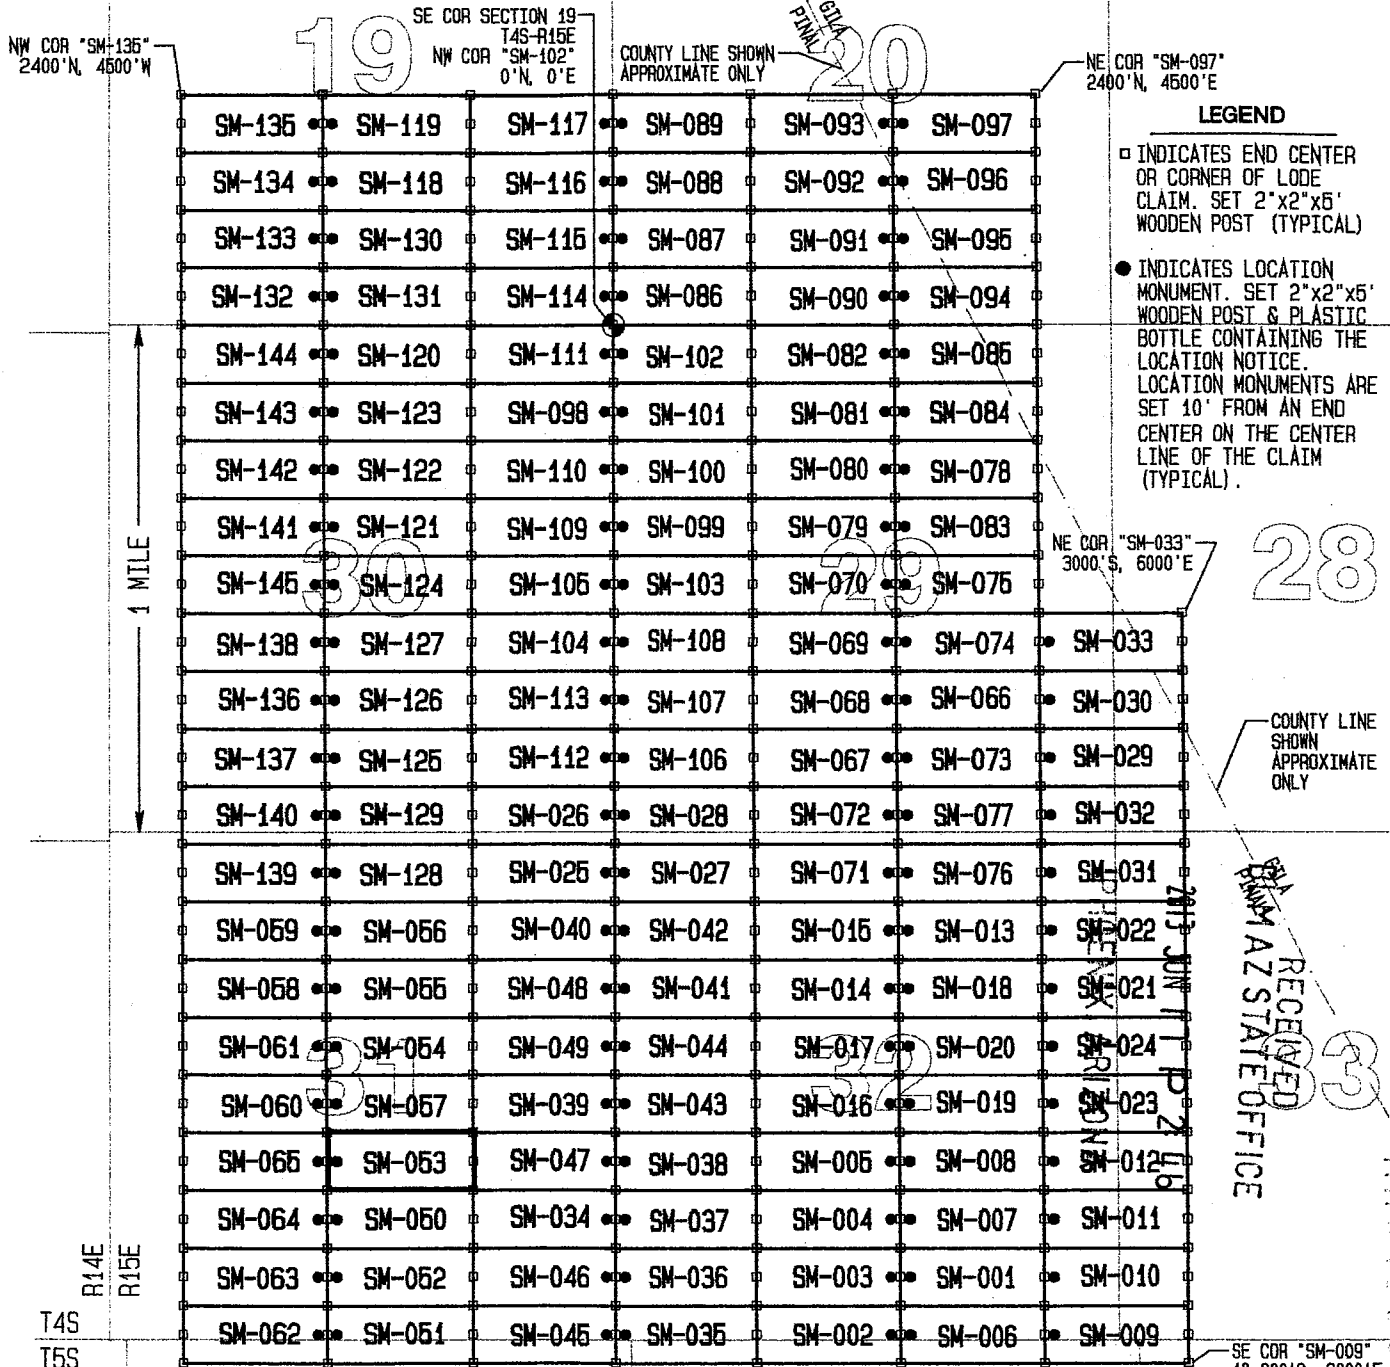 SE COR SECTION 19
T4S-R15E
NW COR "SM-102"
0'N, 0'E
NW COR "SM-135"
2400'N, 4500'W
19
COUNTY LINE SHOWN
APPROXIMATE ONLY
GILA
PINAL
20
NE COR "SM-097"
2400'N, 4500'E
LEGEND
INDICATES END CENTER
OR CORNER OF LODE
CLAIM. SET 2"x2"x5'
WOODEN POST (TYPICAL)
INDICATES LOCATION
MONUMENT. SET 2"x2"x5'
WOODEN POST & PLASTIC
BOTTLE CONTAINING THE
LOCATION NOTICE.
LOCATION MONUMENTS ARE
SET 10' FROM AN END
CENTER ON THE CENTER
LINE OF THE CLAIM
(TYPICAL).
SM-135 SM-119 SM-117 SM-089 SM-093 SM-097
SM-134 SM-118 SM-116 SM-088 SM-092 SM-096
SM-133 SM-130 SM-115 SM-087 SM-091 SM-095
SM-132 SM-131 SM-114 SM-086 SM-090 SM-094
SM-144 SM-120 SM-111 SM-102 SM-082 SM-085
SM-143 SM-123 SM-098 SM-101 SM-081 SM-084
SM-142 SM-122 SM-110 SM-100 SM-080 SM-078
SM-141 SM-121 SM-109 SM-099 SM-079 SM-083
1 MILE
30
29
28
NE COR "SM-033"
3000'S, 6000'E
SM-145 SM-124 SM-105 SM-103 SM-070 SM-075
SM-138 SM-127 SM-104 SM-108 SM-069 SM-074 SM-033
SM-136 SM-126 SM-113 SM-107 SM-068 SM-066 SM-030
SM-137 SM-125 SM-112 SM-106 SM-067 SM-073 SM-029
COUNTY LINE
SHOWN
APPROXIMATE
ONLY
SM-140 SM-129 SM-026 SM-028 SM-072 SM-077 SM-032
SM-139 SM-128 SM-025 SM-027 SM-071 SM-076 SM-031
SM-059 SM-056 SM-040 SM-042 SM-015 SM-013 SM-022
SM-058 SM-055 SM-048 SM-041 SM-014 SM-018 SM-021
SM-061 SM-054 SM-049 SM-044 SM-017 SM-020 SM-024
31
32
33
SM-060 SM-057 SM-039 SM-043 SM-016 SM-019 SM-023
SM-065 SM-053 SM-047 SM-038 SM-005 SM-008 SM-012
SM-064 SM-050 SM-034 SM-037 SM-004 SM-007 SM-011
SM-063 SM-052 SM-046 SM-036 SM-003 SM-001 SM-010
SM-062 SM-051 SM-045 SM-035 SM-002 SM-006 SM-009
GILA
PINAL
RECEIVED
BLM AZ STATE OFFICE
2013 JUN 11 P 2:46
PHOENIX, ARIZONA
R14E
R15E
T4S
T5S
SE COR "SM-009"